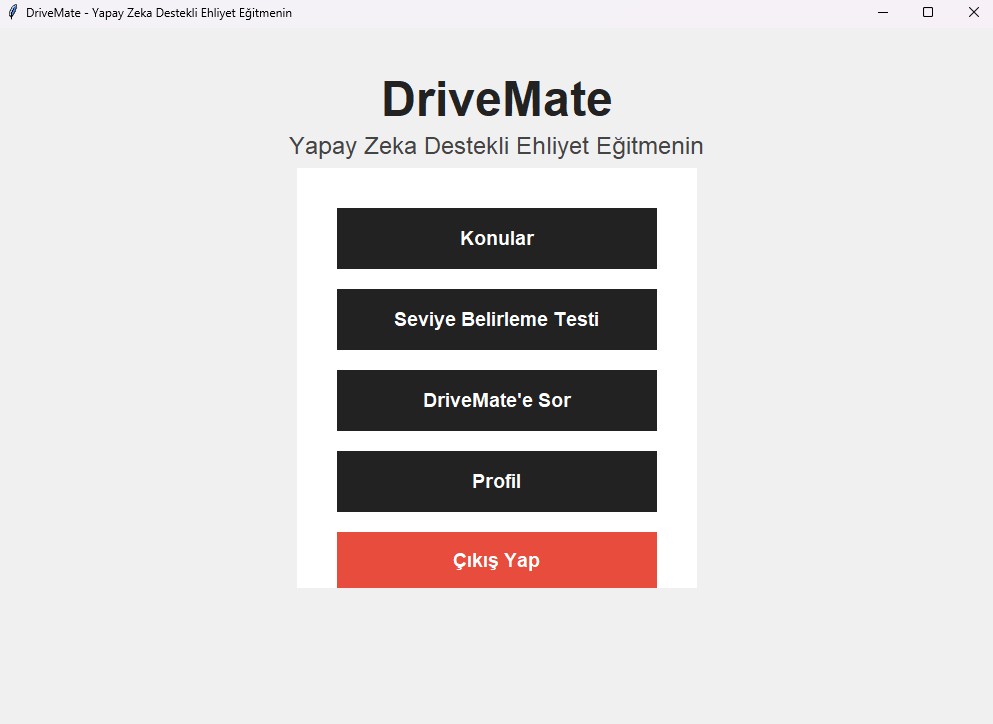 DriveMate - Yapay Zeka Destekli Ehliyet Eğitmenin
DriveMate
Yapay Zeka Destekli Ehliyet Eğitmenin
Konular
Seviye Belirleme Testi
DriveMate'e Sor
Profil
Çıkış Yap